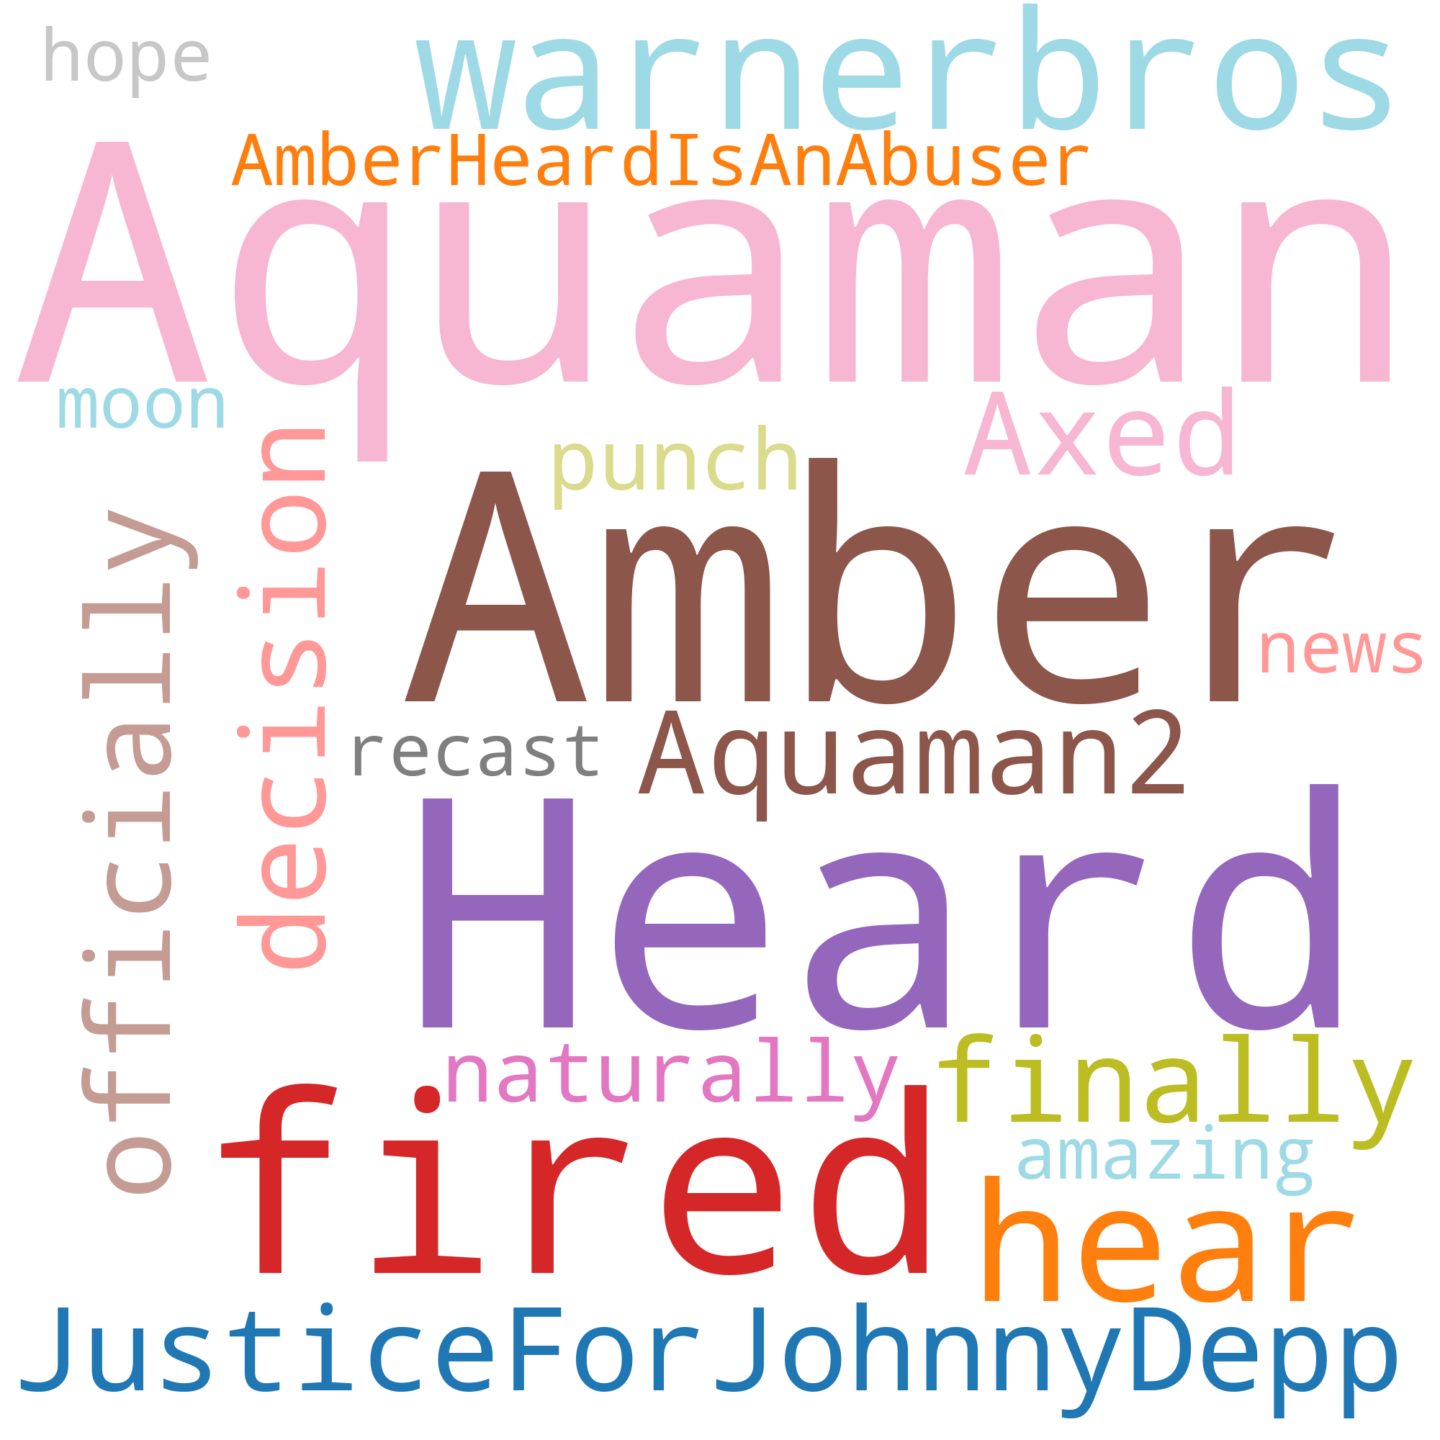 hope
warnerbros
AmberHeardIsAnAbuser
Aquaman
moon
Axed
punch
decision
officially
Amber
news
recast
Aquaman2
Heard
naturally
finally
fired
amazing
hear
JusticeForJohnnyDepp